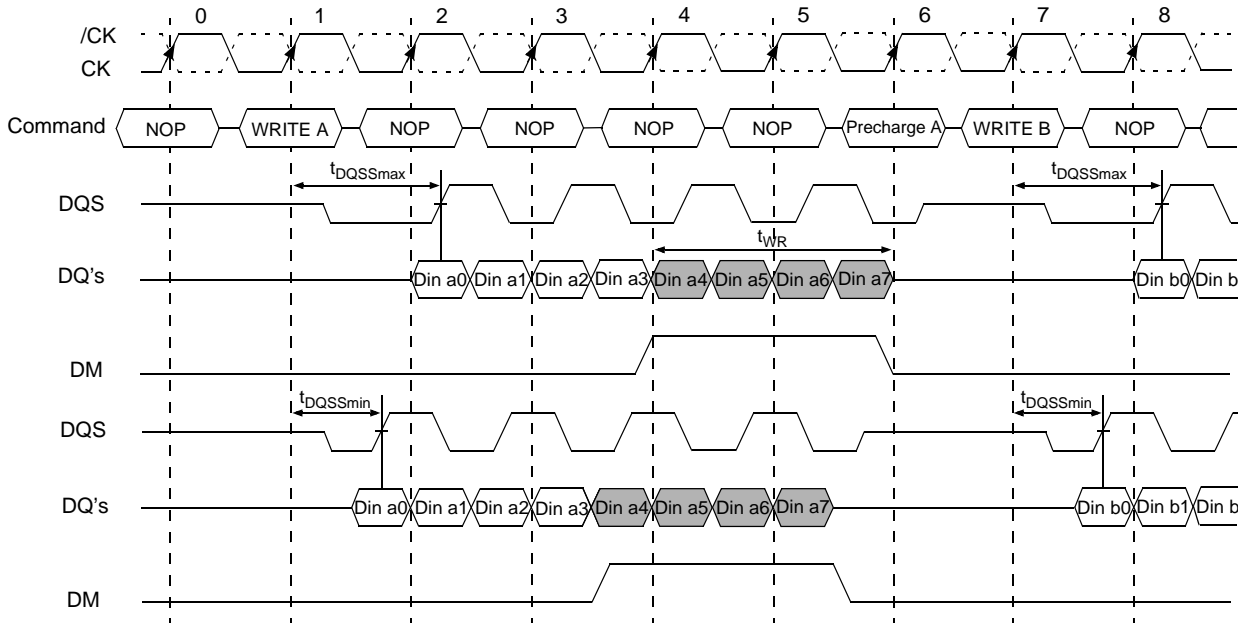 0 1 2 3 4 5 6 7 8
/CK
CK
Command NOP WRITE A NOP NOP NOP NOP Precharge A WRITE B NOP
tDQSSmax tDQSSmax
DQS
tWR
DQ's Din a0 Din a1 Din a2 Din a3 Din a4 Din a5 Din a6 Din a7 Din b0 Din b
DM
tDQSSmin tDQSSmin
DQS
DQ's Din a0 Din a1 Din a2 Din a3 Din a4 Din a5 Din a6 Din a7 Din b0 Din b1 Din b
DM